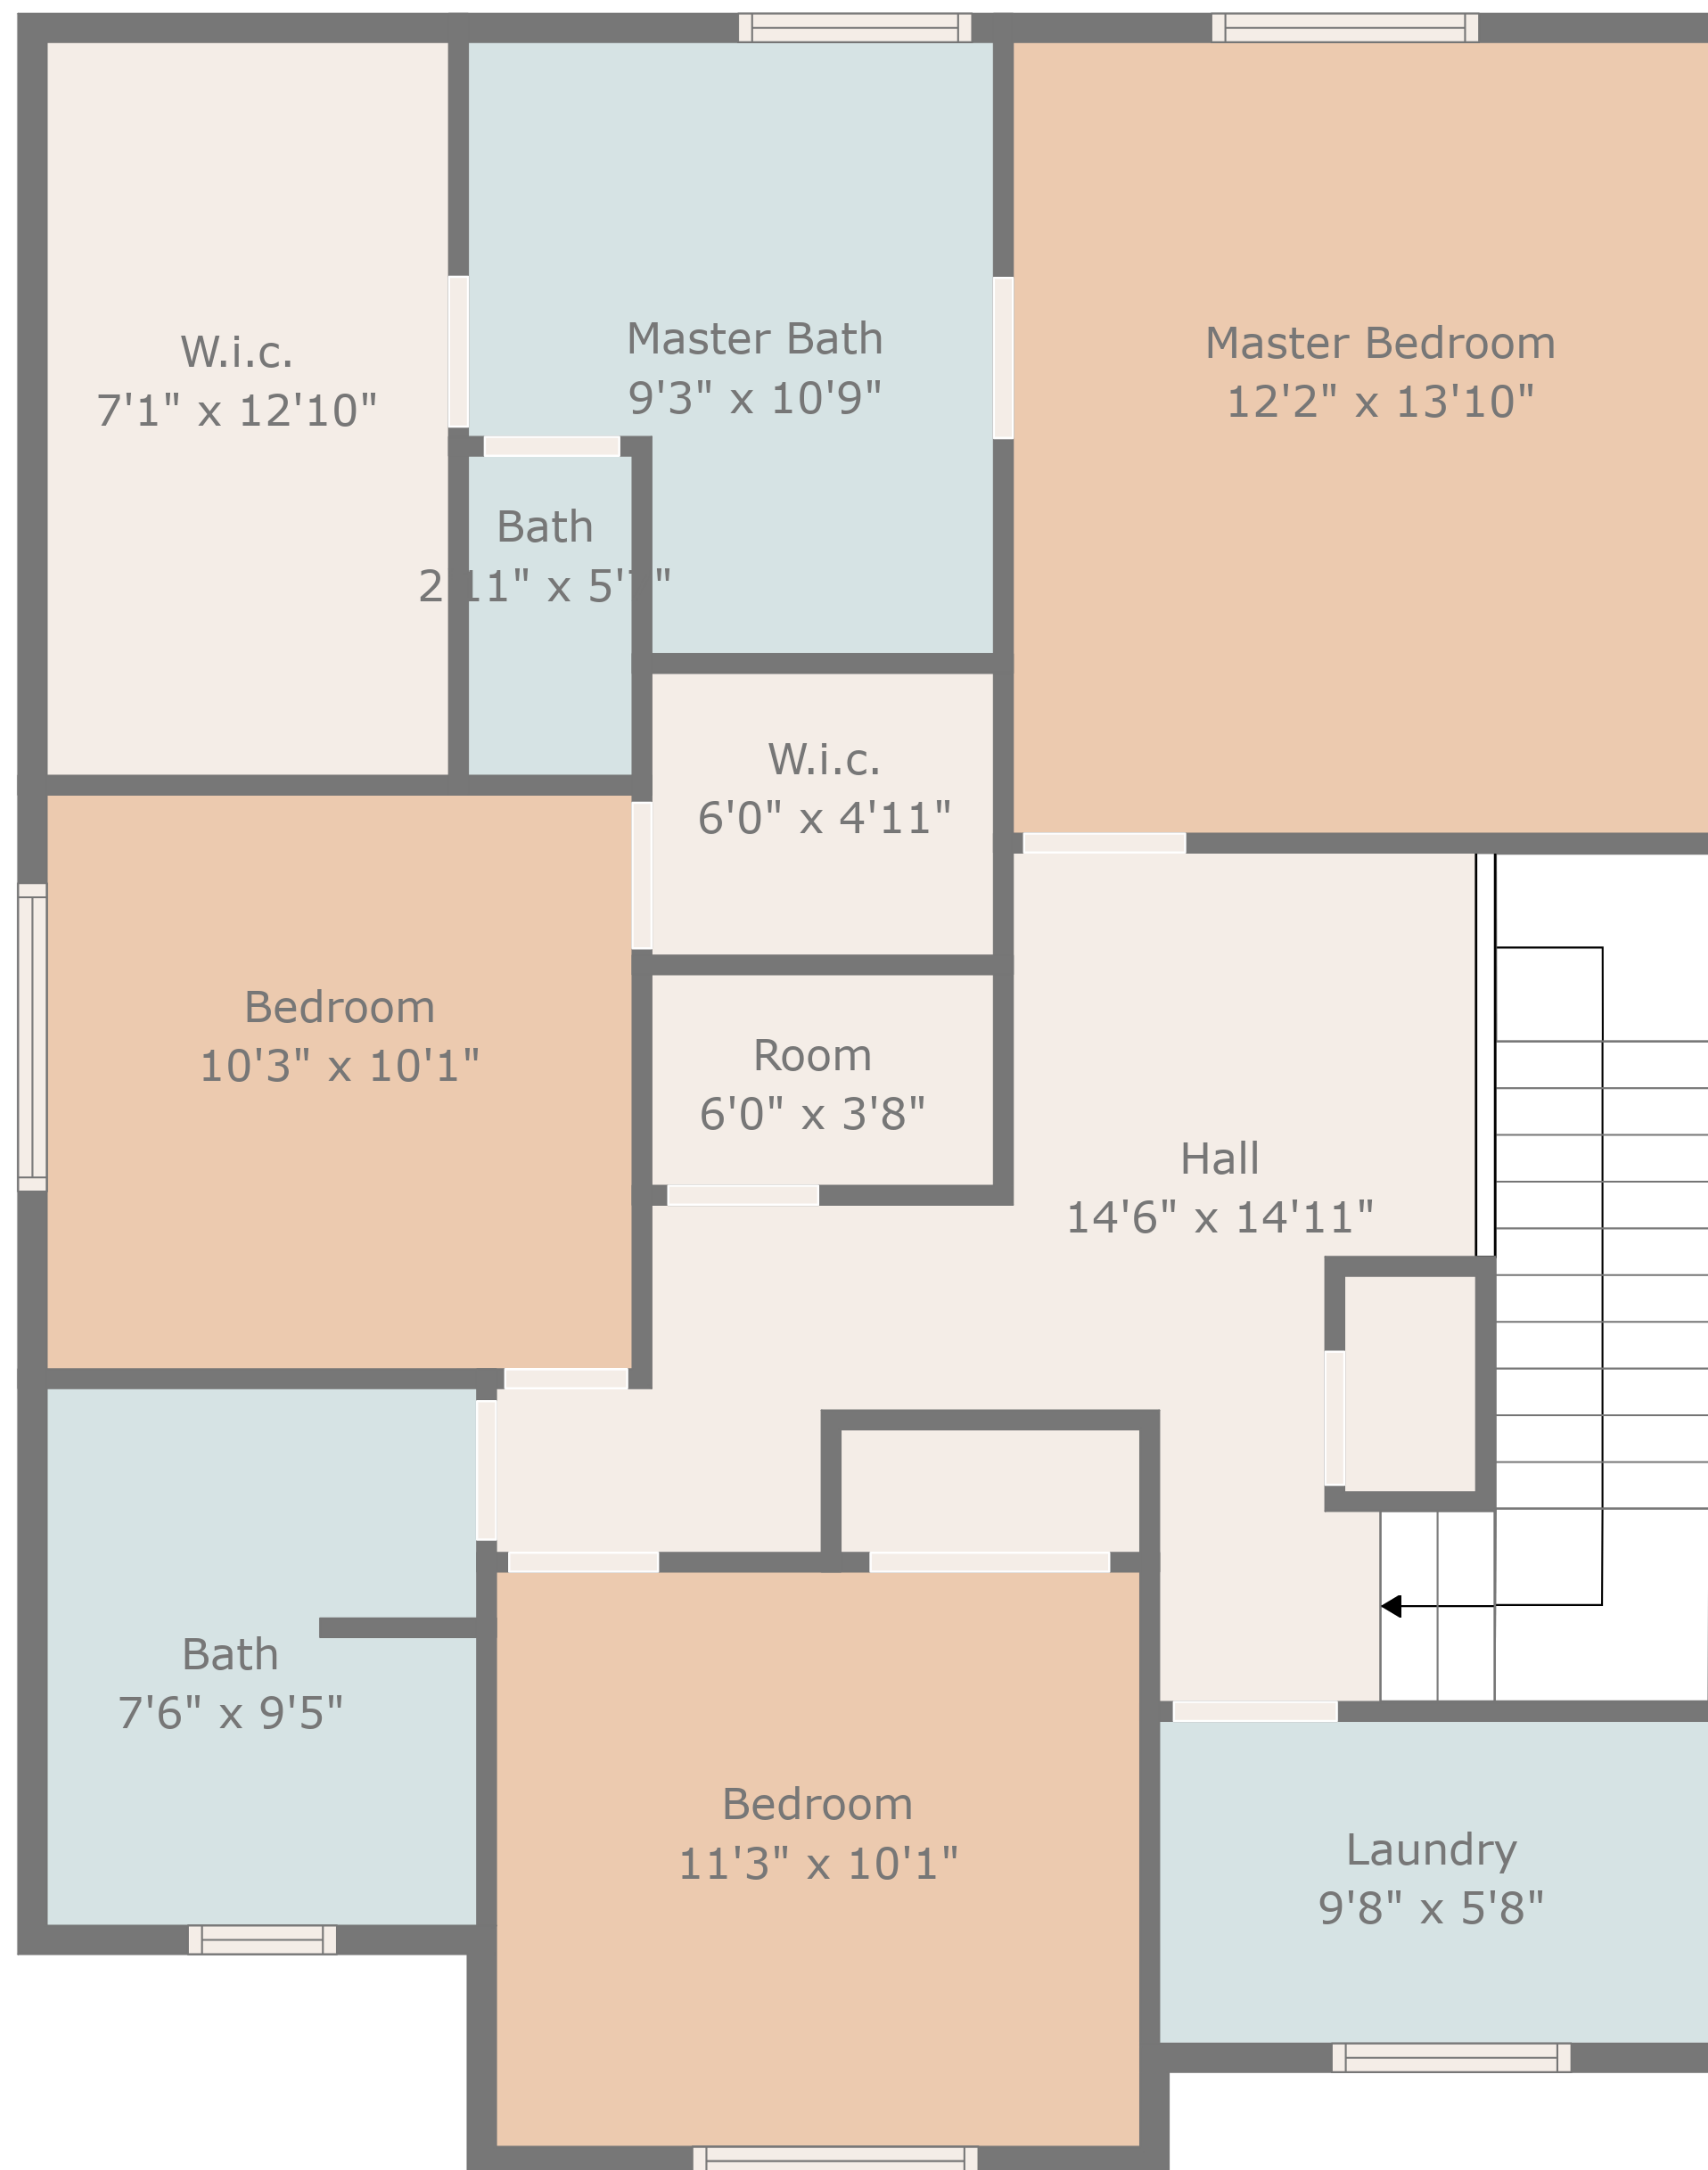 W.i.c.
7'1" x 12'10"
Master Bath
9'3" x 10'9"
Master Bedroom
12'2" x 13'10"
Bath
2'11" x
W.i.c.
6'0" x 4'11"
Bedroom
10'3" x 10'1"
Room
6'0" x 3'8"
Hall
14'6" x 14'11"
Bath
7'6" x 9'5"
Bedroom
11'3" x 10'1"
Laundry
9'8" x 5'8"